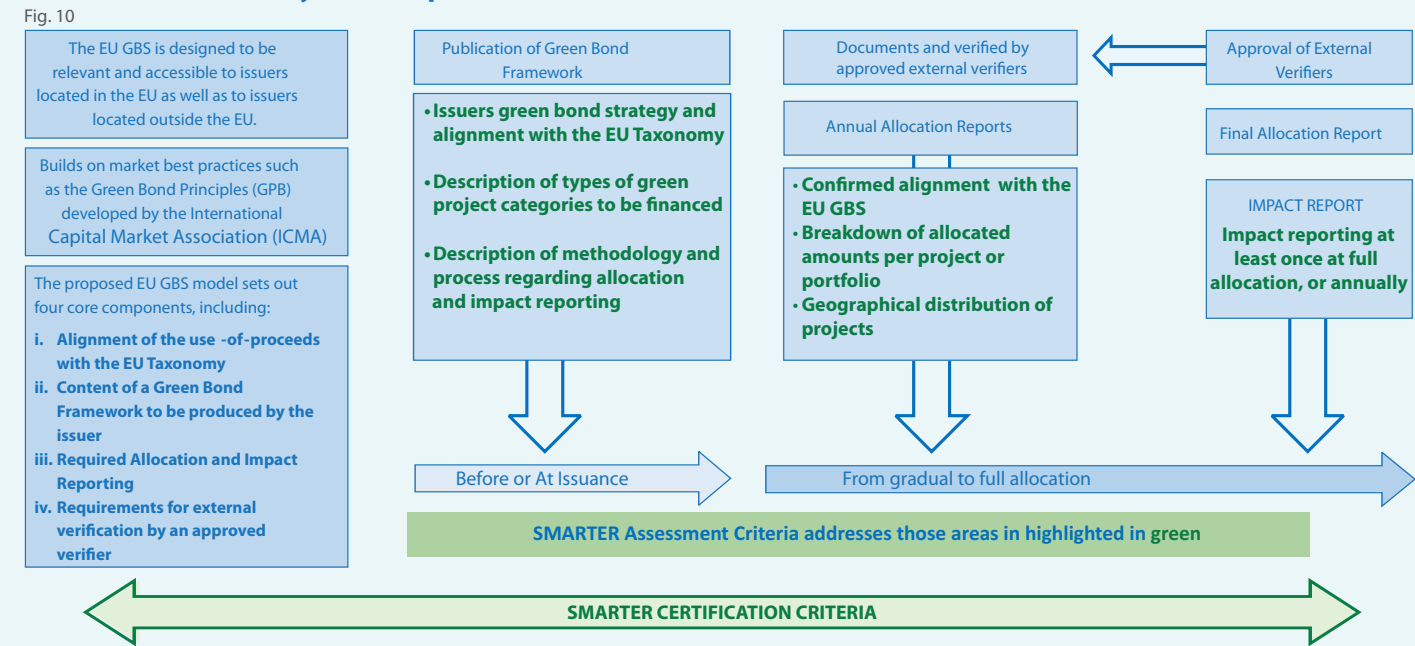 Fig. 10
The EU GBS is designed to be
relevant and accessible to issuers
located in the EU as well as to issuers
located outside the EU.
Builds on market best practices such
as the Green Bond Principles (GPB)
developed by the International
Capital Market Association (ICMA)
The proposed EU GBS model sets out
four core components, including:
i. Alignment of the use -of-proceeds
with the EU Taxonomy
ii. Content of a Green Bond
Framework to be produced by the
issuer
iii. Required Allocation and Impact
Reporting
iv. Requirements for external
verification by an approved
verifier
Publication of Green Bond
Framework
• Issuers green bond strategy and
alignment with the EU Taxonomy
• Description of types of green
project categories to be financed
• Description of methodology and
process regarding allocation
and impact reporting
Documents and verified by
approved external verifiers
Annual Allocation Reports
• Confirmed alignment with the
EU GBS
• Breakdown of allocated
amounts per project or
portfolio
• Geographical distribution of
projects
Approval of External
Verifiers
Final Allocation Report
IMPACT REPORT
Impact reporting at
least once at full
allocation, or annually
Before or At Issuance
From gradual to full allocation
SMARTER Assessment Criteria addresses those areas in highlighted in green
SMARTER CERTIFICATION CRITERIA